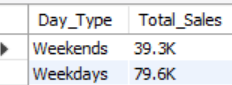 Day_Type Total_Sales
Weekends 39.3K
Weekdays 79.6K